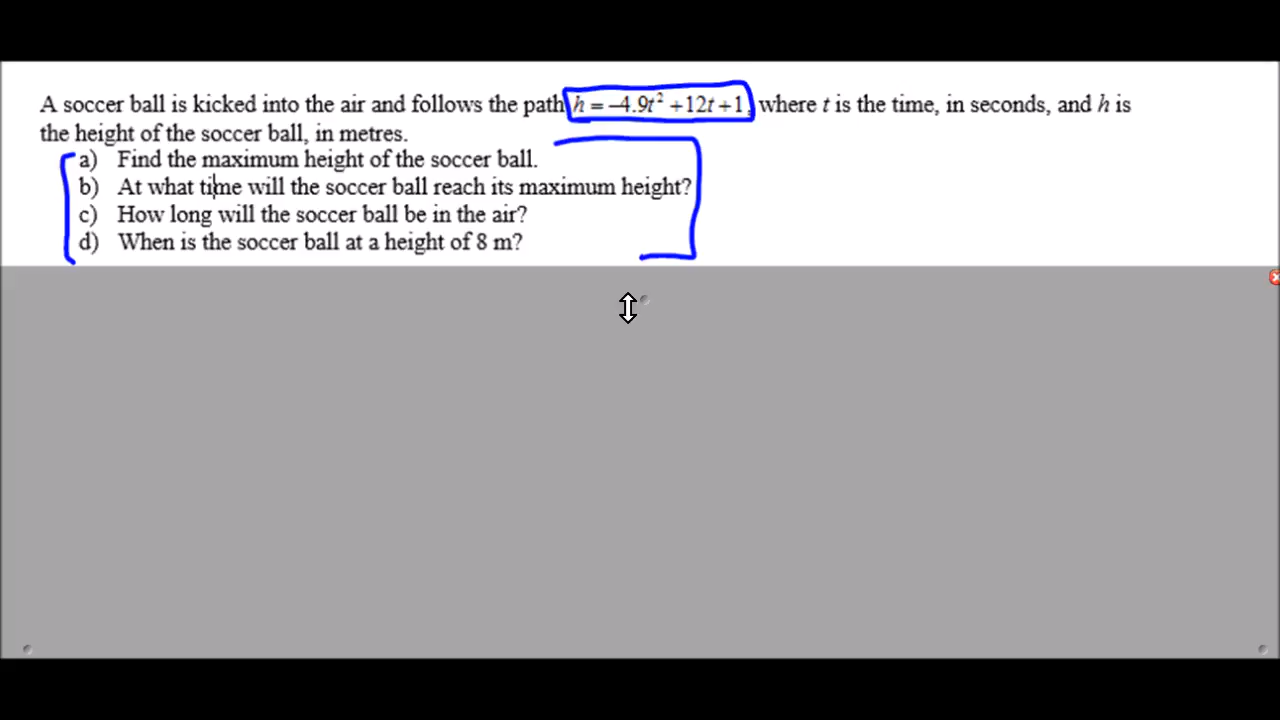 A soccer ball is kicked into the air and follows the path h = –4.9t² +12t +1, where t is the time, in seconds, and h is
the height of the soccer ball, in metres.
a) Find the maximum height of the soccer ball.
b) At what time will the soccer ball reach its maximum height?
c) How long will the soccer ball be in the air?
d) When is the soccer ball at a height of 8 m?